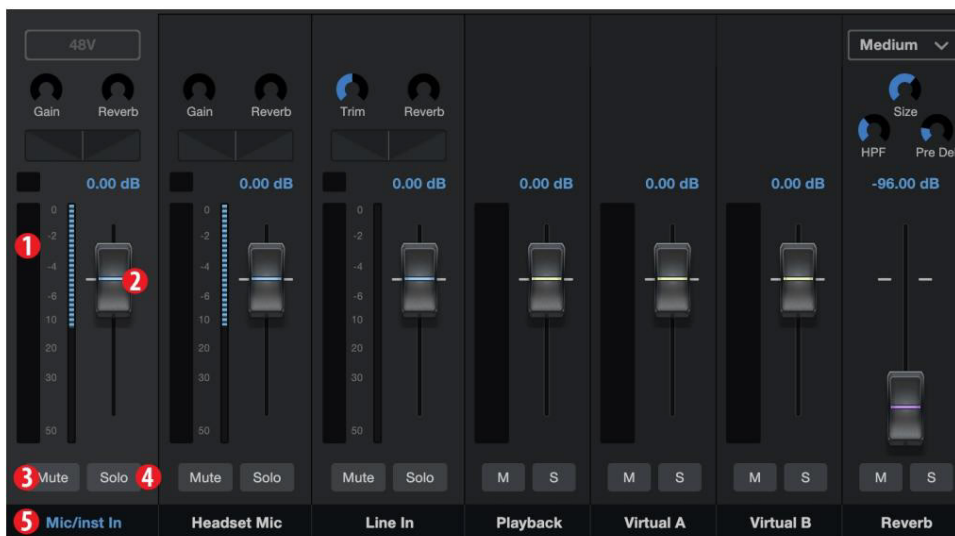 48V
Medium
Gain Reverb Gain Reverb Trim Reverb Size
HPF Pre De
0.00 dB 0.00 dB 0.00 dB 0.00 dB 0.00 dB 0.00 dB -96.00 dB
0 0 0
1 -2 -2 -2
-4 2 -4 -4
-6 -6 -6
10 10 10
20 20 20
30 30 30
50 50 50
3 Mute Solo 4 Mute Solo Mute Solo M S M S M S M S
5 Mic/inst In Headset Mic Line In Playback Virtual A Virtual B Reverb